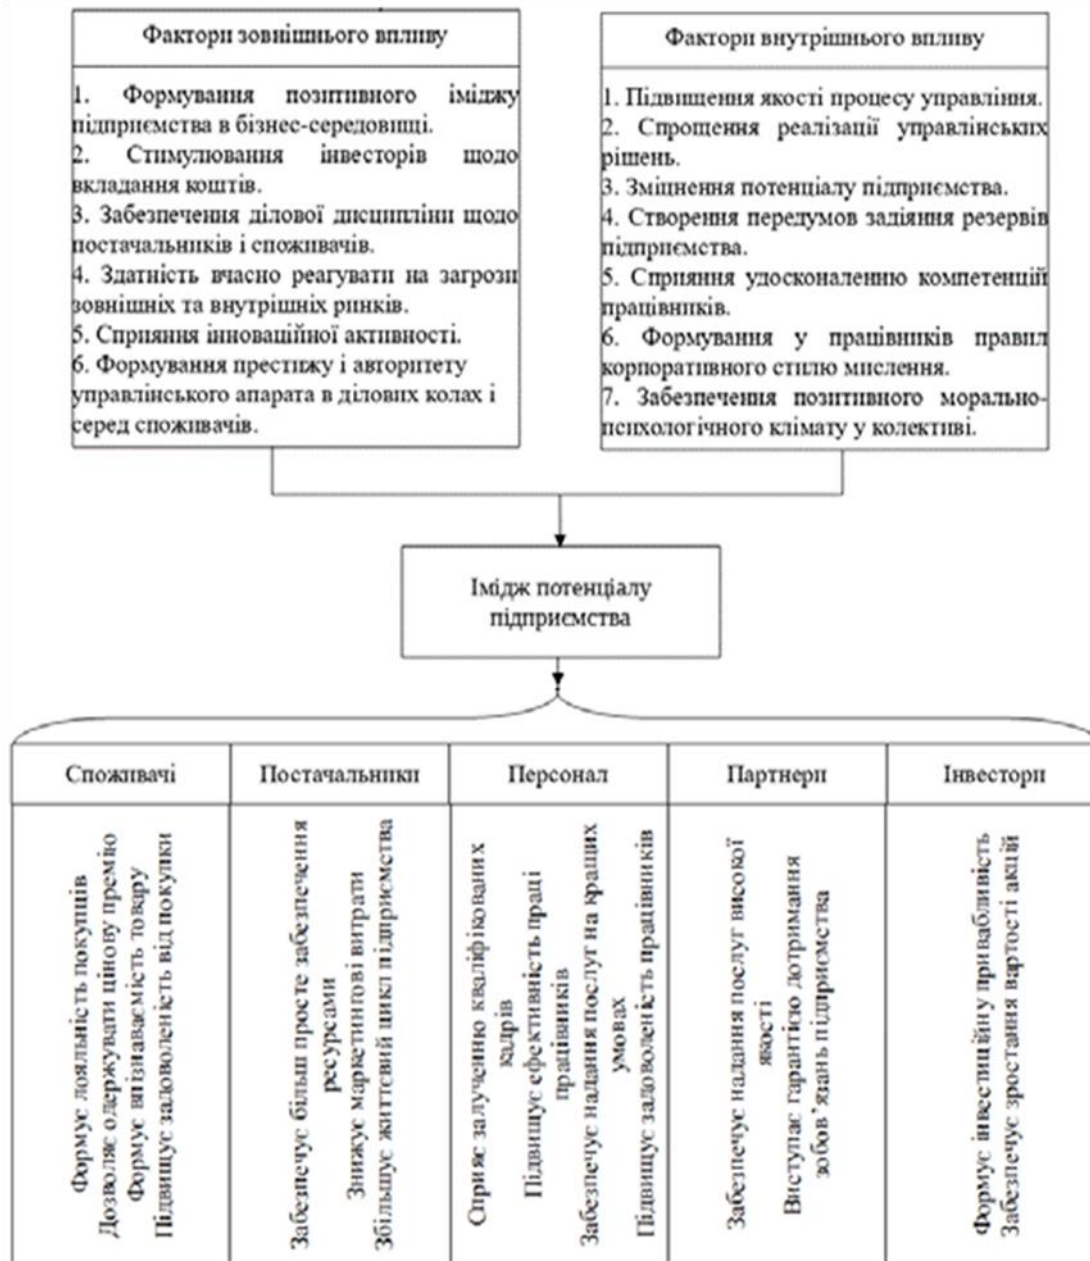 Фактори зовнішнього впливу
1. Формування позитивного іміджу
підприємства в бізнес-середовищі.
2. Стимулювання інвесторів щодо
вкладання коштів.
3. Забезпечення ділової дисципліни щодо
постачальників і споживачів.
4. Здатність вчасно реагувати на загрози
зовнішніх та внутрішніх ринків.
5. Сприяння інноваційної активності.
6. Формування престижу і авторитету
управлінського апарата в ділових колах і
серед споживачів.
Фактори внутрішнього впливу
1. Підвищення якості процесу управління.
2. Спрощення реалізації управлінських
рішень.
3. Зміцнення потенціалу підприємства.
4. Створення передумов задіяння резервів
підприємства.
5. Сприяння удосконаленню компетенцій
працівників.
6. Формування у працівників правил
корпоративного стилю мислення.
7. Забезпечення позитивного морально-
психологічного клімату у колективі.
Імідж потенціалу
підприємства
Споживачі
Формує лояльність покупців
Дозволяє одержувати цінову премію
Формує впізнаваємість товару
Підвищує задоволеність від покупки
Постачальники
Забезпечує більш просте забезпечення
ресурсами
Знижує маркетингові витрати
Збільшує життєвий цикл підприємства
Персонал
Сприяє залученню кваліфікованих
кадрів
Підвищує ефективність праці
працівників
Забезпечує надання послуг на кращих
умовах
Підвищує задоволеність працівників
Партнери
Забезпечує надання послуг високої
якості
Виступає гарантією дотримання
зобов’язань підприємства
Інвестори
Формує інвестиційну привабливість
Забезпечує зростання вартості акцій